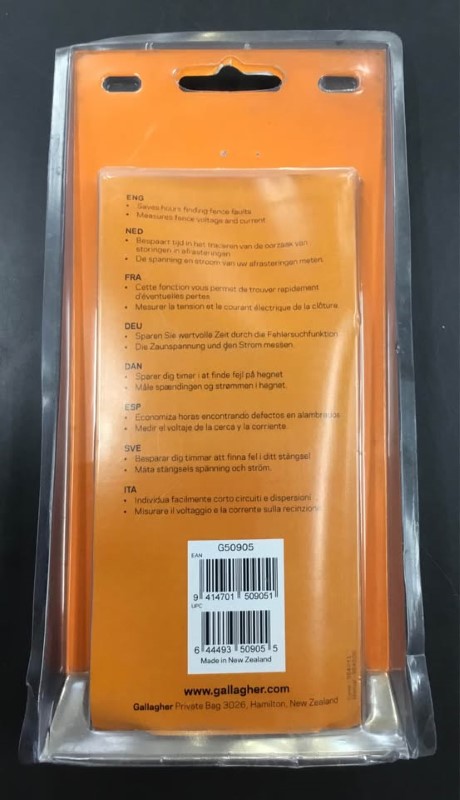 ENG
• Saves hours finding fence faults
• Measures fence voltage and current
NED
• Bespaart tijd in het traceren van de oorzaak van
storingen in afrasteringen
• De spanning en stroom van uw afrasteringen meten.
FRA
• Cette fonction vous permet de trouver rapidement
d'éventuelles pertes.
• Mesurer la tension et le courant électrique de la clôture.
DEU
• Sparen Sie wertvolle Zeit durch die Fehlersuchfunktion
• Die Zaunspannung und den Strom messen.
DAN
• Sparer dig timer i at finde fejl på hegnet
• Måle spændingen og strømmen i hegnet.
ESP
• Economiza horas encontrando defectos en alambrados
• Medir el voltaje de la cerca y la corriente.
SVE
• Besparar dig timmar att finna fel i ditt stängsel.
• Mäta stängsels spänning och ström.
ITA
• Individua facilmente corto circuiti e dispersioni
• Misurare il voltaggio e la corrente sulla recinzione
G50905
EAN
9 414701 509051
UPC
6 44493 50905 5
Made in New Zealand
www.gallagher.com
Gallagher Private Bag 3026, Hamilton, New Zealand